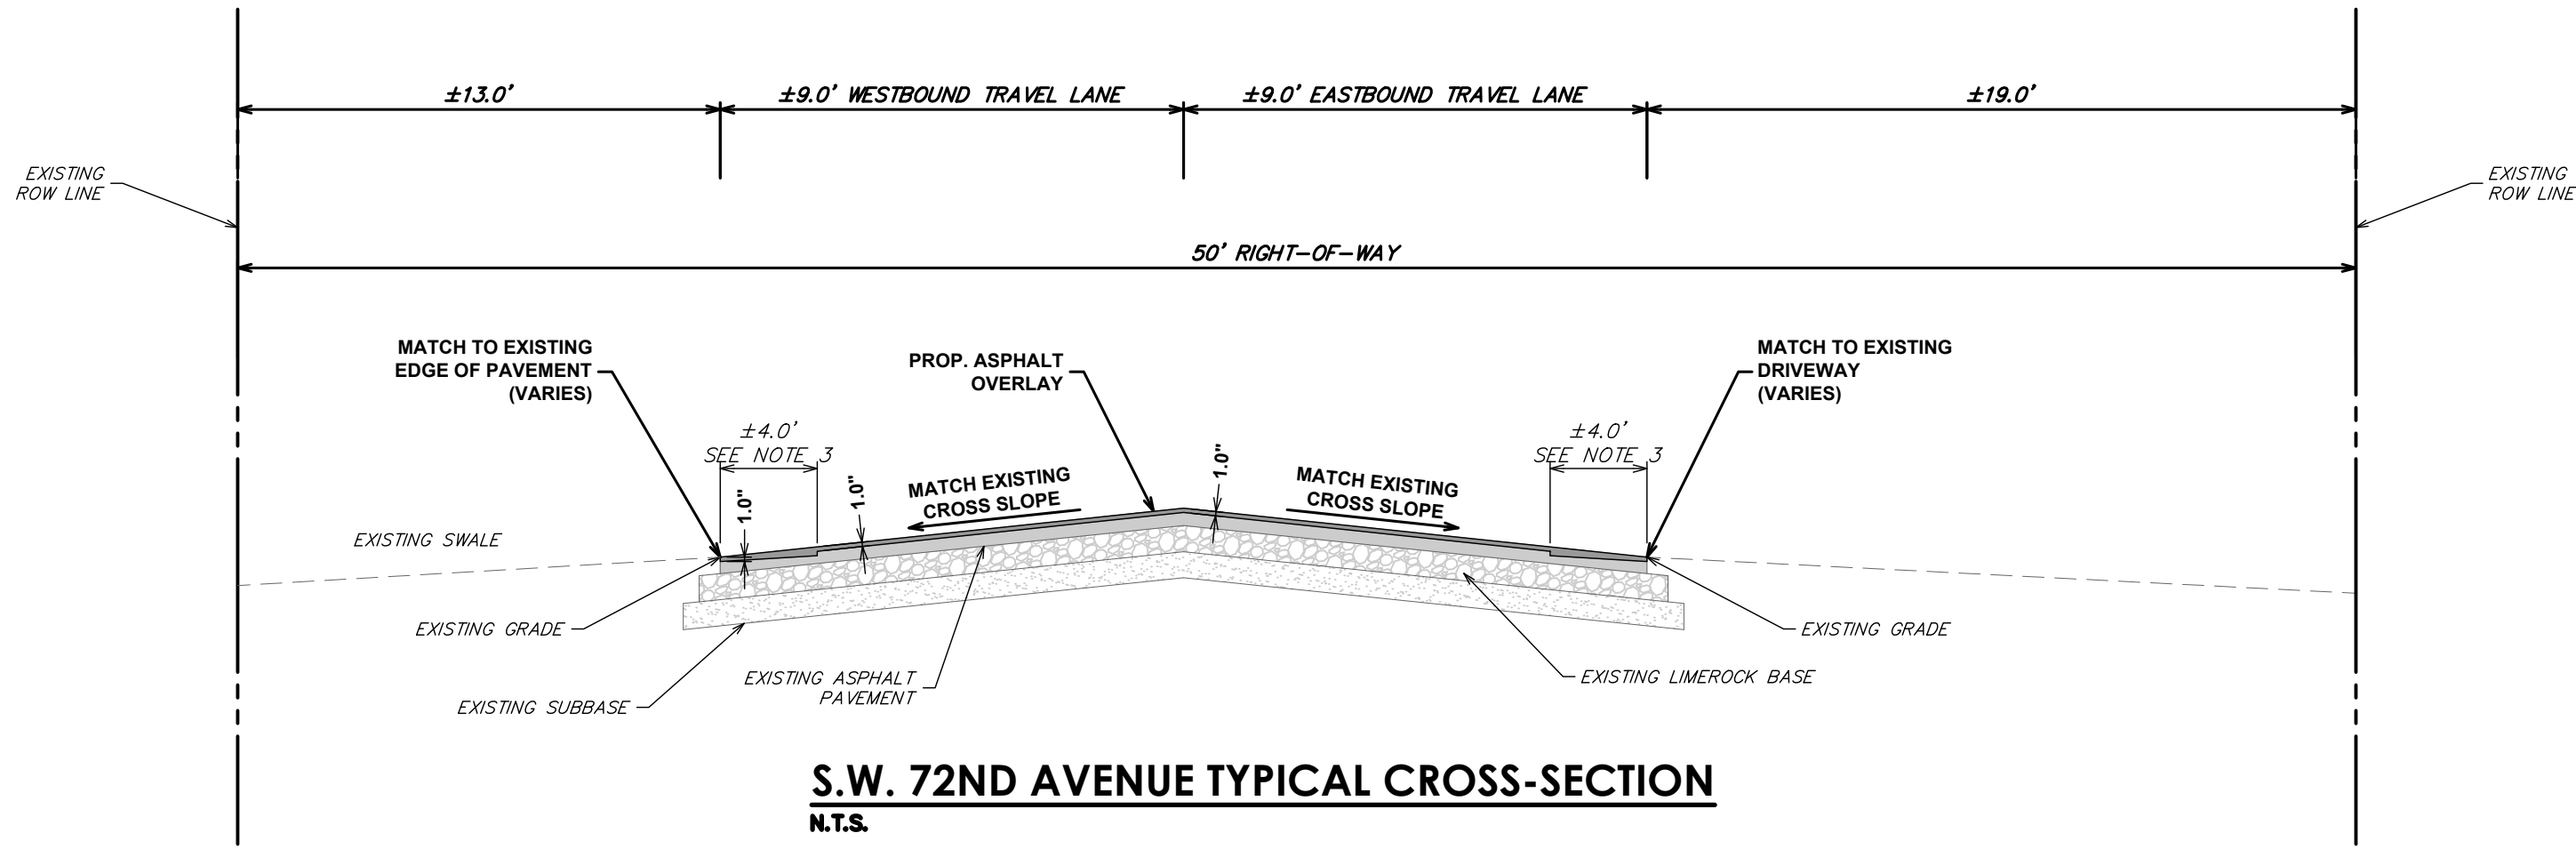 ±13.0'
±9.0' WESTBOUND TRAVEL LANE
±9.0' EASTBOUND TRAVEL LANE
±19.0'
EXISTING
ROW LINE
EXISTING
ROW LINE
50' RIGHT-OF-WAY
MATCH TO EXISTING
EDGE OF PAVEMENT
(VARIES)
PROP. ASPHALT
OVERLAY
MATCH TO EXISTING
DRIVEWAY
(VARIES)
±4.0'
SEE NOTE 3
±4.0'
SEE NOTE 3
1.0"
1.0"
MATCH EXISTING
CROSS SLOPE
1.0"
MATCH EXISTING
CROSS SLOPE
EXISTING SWALE
EXISTING GRADE
EXISTING GRADE
EXISTING SUBBASE
EXISTING ASPHALT
PAVEMENT
EXISTING LIMEROCK BASE
S.W. 72ND AVENUE TYPICAL CROSS-SECTION
N.T.S.